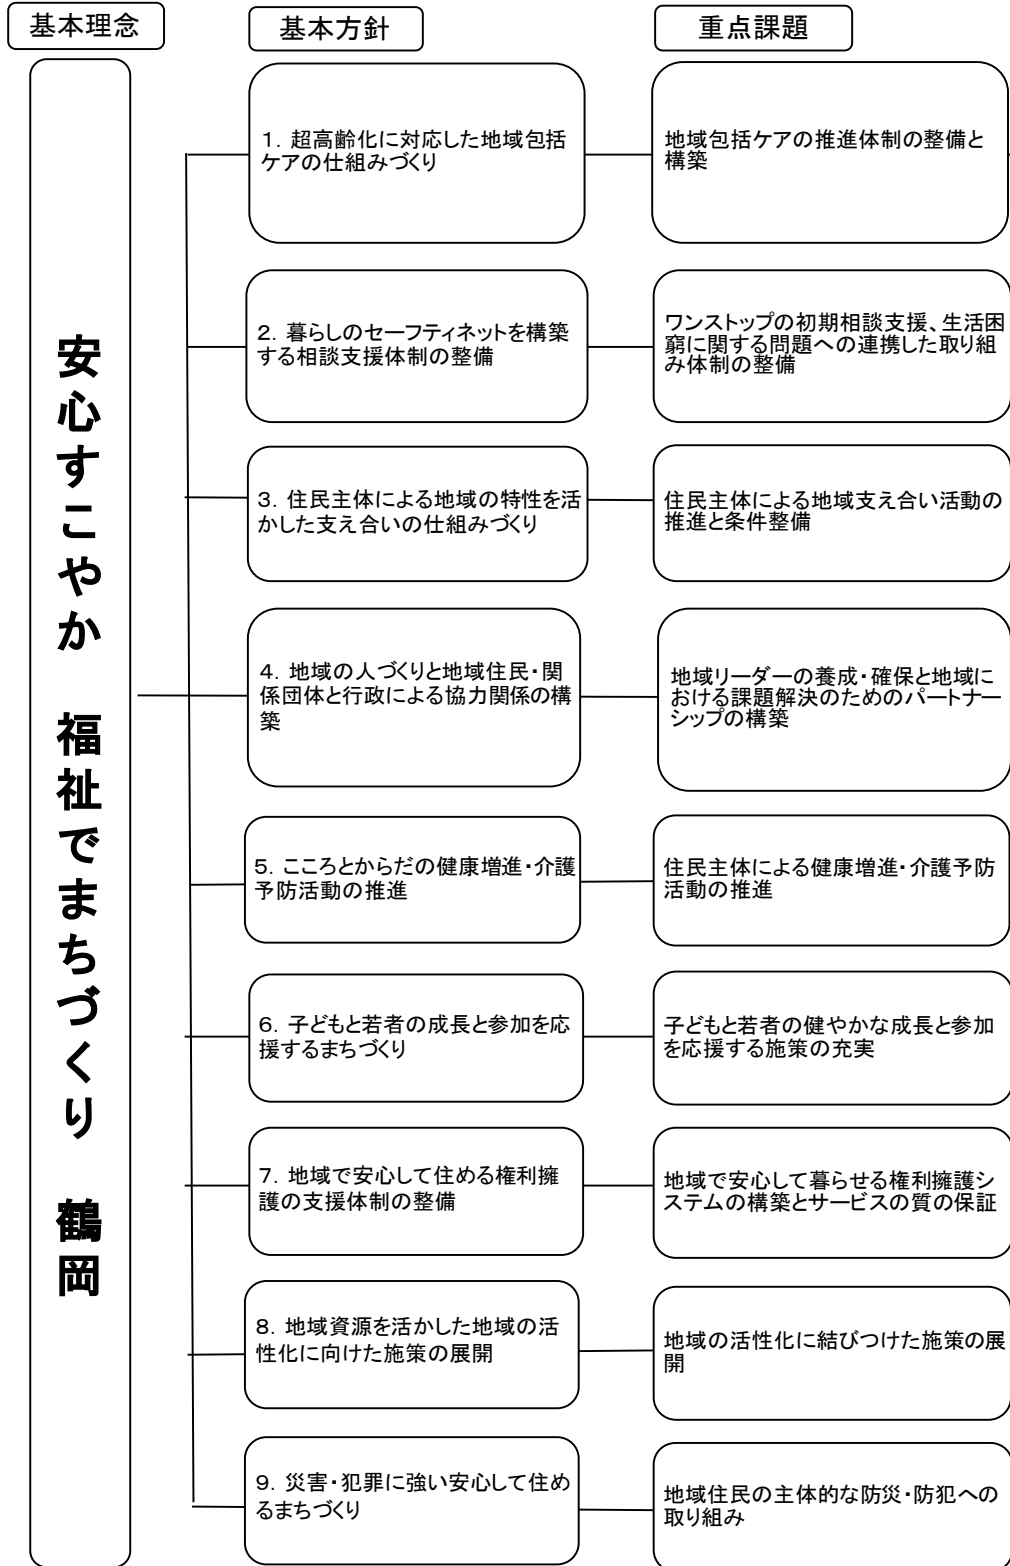 基本理念
基本方針
重点課題
安心すこやか　福祉でまちづくり　鶴岡
1．超高齢化に対応した地域包括
ケアの仕組みづくり
地域包括ケアの推進体制の整備と
構築
2．暮らしのセーフティネットを構築
する相談支援体制の整備
ワンストップの初期相談支援、生活困
窮に関する問題への連携した取り組
み体制の整備
3．住民主体による地域の特性を活
かした支え合いの仕組みづくり
住民主体による地域支え合い活動の
推進と条件整備
4．地域の人づくりと地域住民・関
係団体と行政による協力関係の構
築
地域リーダーの養成・確保と地域に
おける課題解決のためのパートナー
シップの構築
5．こころとからだの健康増進・介護
予防活動の推進
住民主体による健康増進・介護予防
活動の推進
6．子どもと若者の成長と参加を応
援するまちづくり
子どもと若者の健やかな成長と参加
を応援する施策の充実
7．地域で安心して住める権利擁
護の支援体制の整備
地域で安心して暮らせる権利擁護シ
ステムの構築とサービスの質の保証
8．地域資源を活かした地域の活
性化に向けた施策の展開
地域の活性化に結びつけた施策の展
開
9．災害・犯罪に強い安心して住め
るまちづくり
地域住民の主体的な防災・防犯への
取り組み